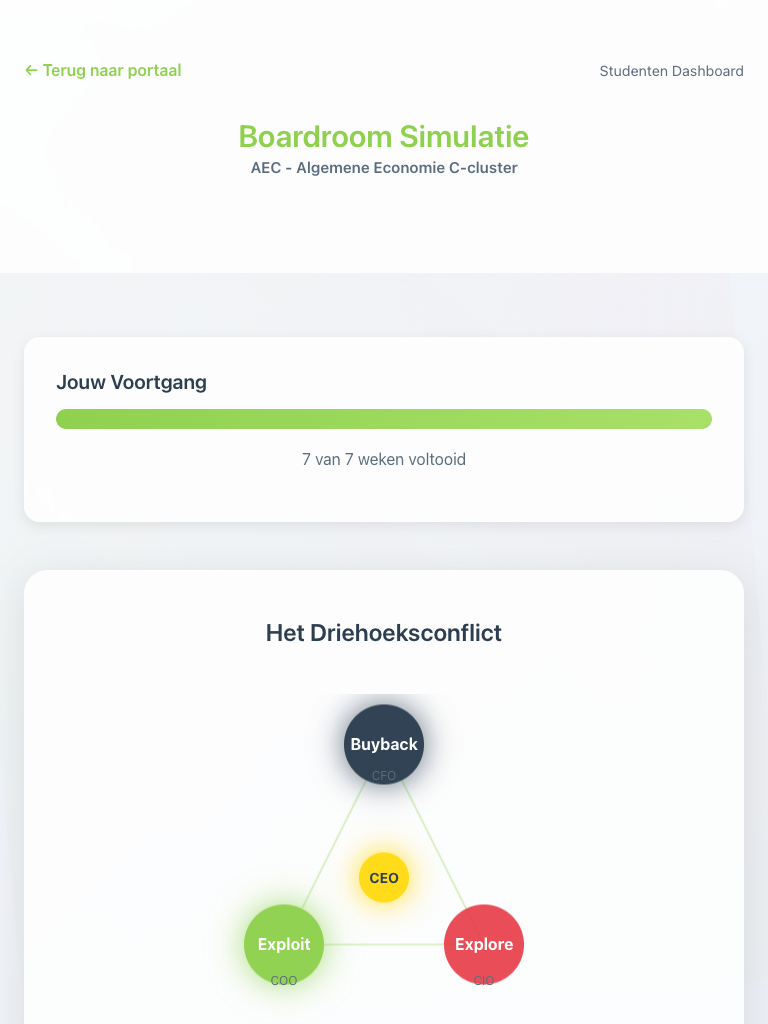 ← Terug naar portaal
Studenten Dashboard
Boardroom Simulatie
AEC - Algemene Economie C-cluster
Jouw Voortgang
7 van 7 weken voltooid
Het Driehoeksconflict
Buyback
CFO
CEO
Exploit
Explore
COO
CIO